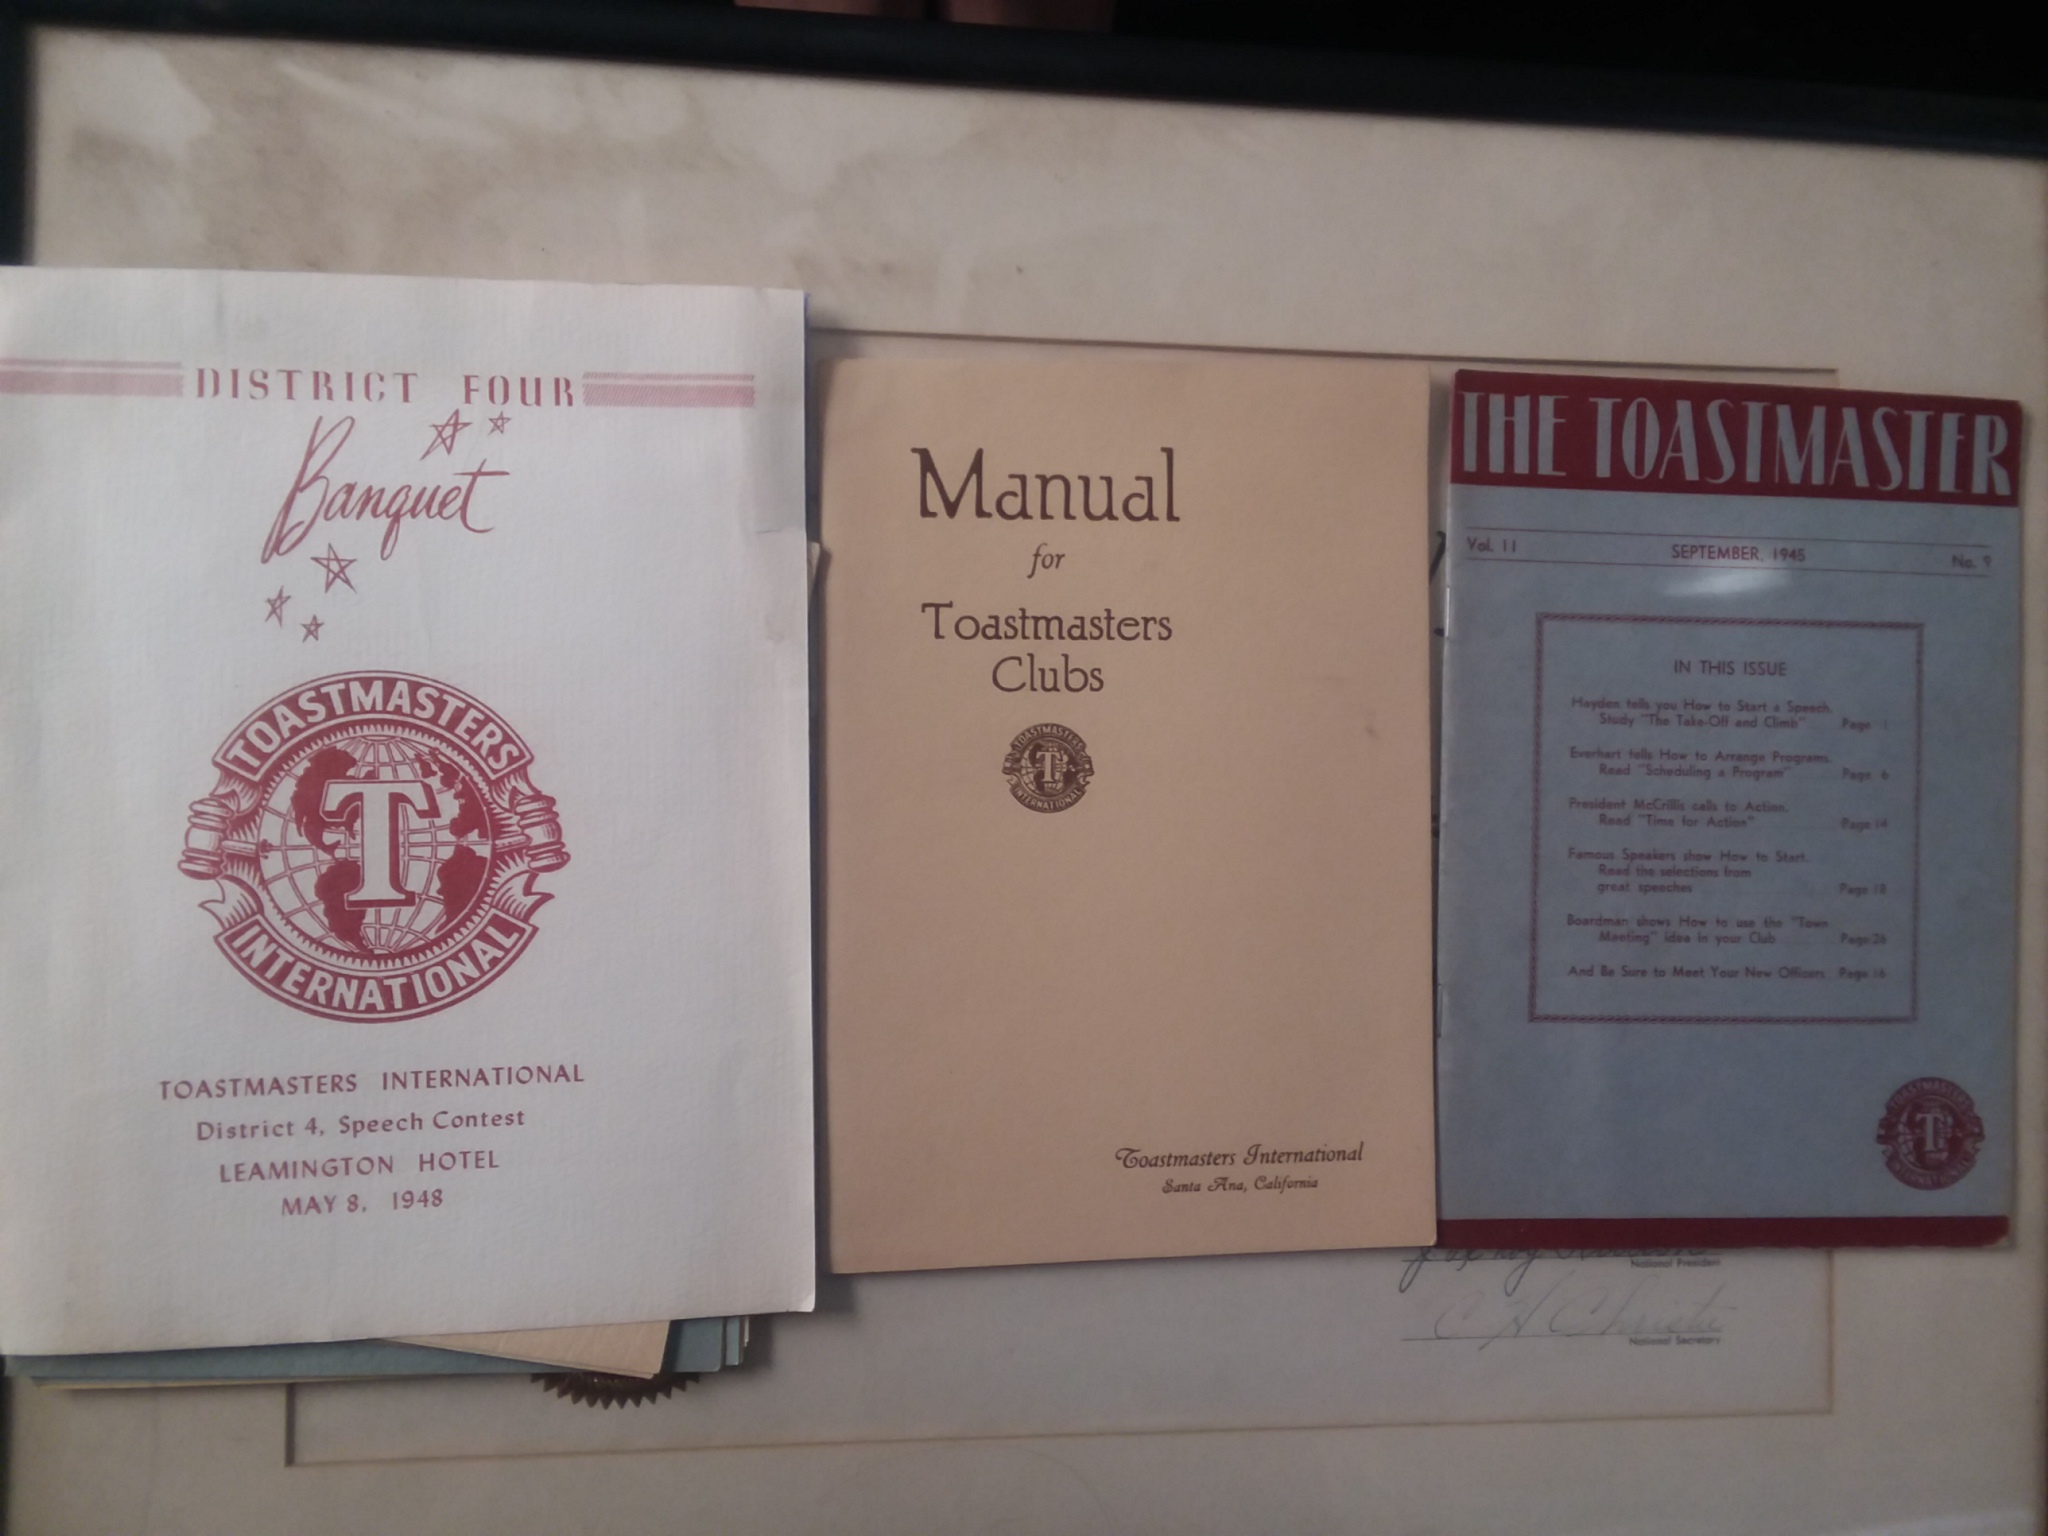 DISTRICT FOUR
Banquet
TOASTMASTERS
T
INTERNATIONAL
TOASTMASTERS INTERNATIONAL
District 4, Speech Contest
LEAMINGTON HOTEL
MAY 8, 1948
Manual
for
Toastmasters
Clubs
TOASTMASTERS
T
INTERNATIONAL
Toastmasters International
Santa Ana, California
THE TOASTMASTER
Vol. 11 SEPTEMBER, 1945 No. 9
IN THIS ISSUE
Hayden tells you How to Start a Speech.
Study "The Take-Off and Climb" Page 1
Everhart tells How to Arrange Programs.
Read "Scheduling a Program" Page 6
President McCrillis calls to Action.
Read "Time for Action" Page 14
Famous Speakers show How to Start.
Read the selections from
great speeches Page 18
Boardman shows How to use the "Town
Meeting" idea in your Club Page 26
And Be Sure to Meet Your New Officers Page 16
TOASTMASTERS
T
INTERNATIONAL
National President
C H Christie
National Secretary